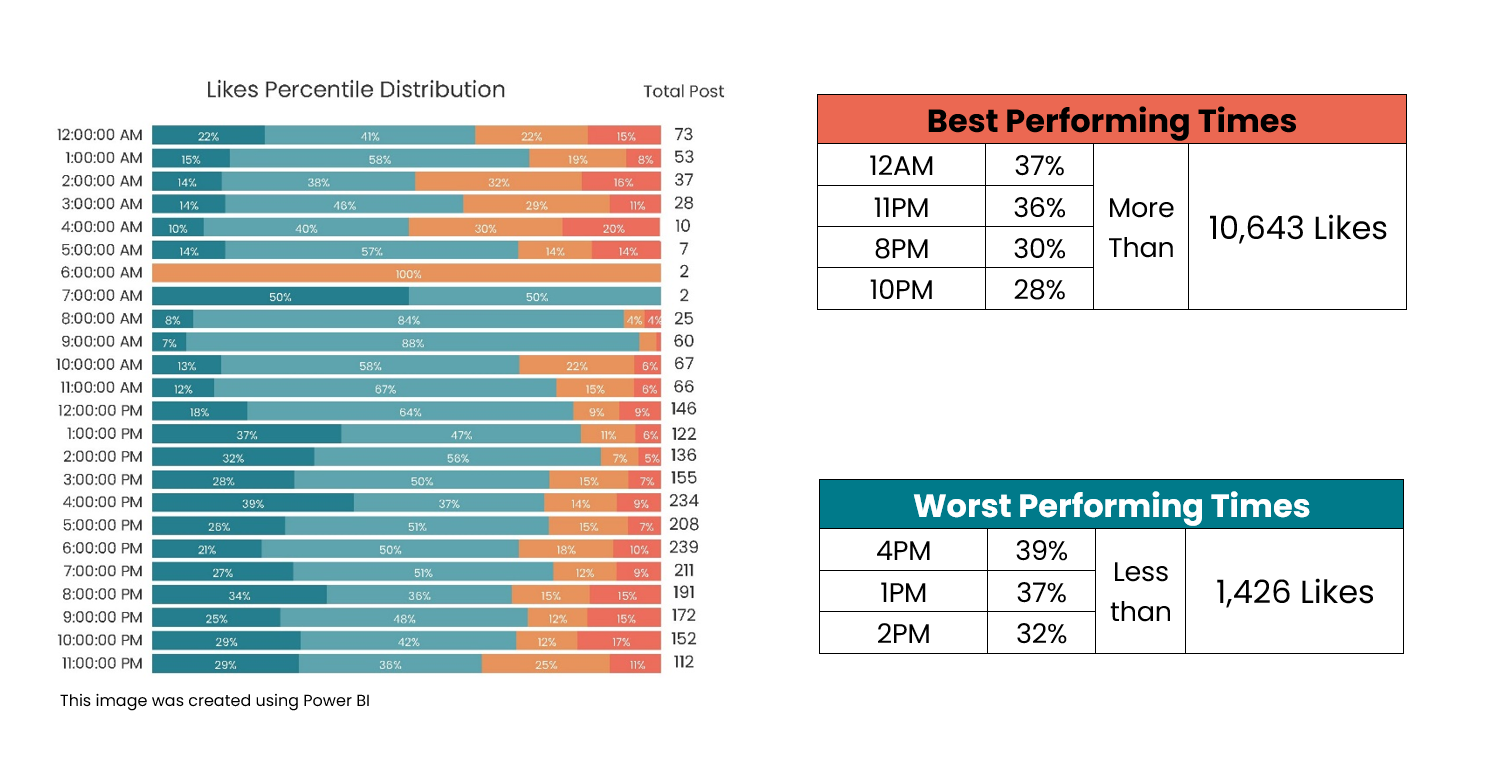 Likes Percentile Distribution Total Post
12:00:00 AM 22% 41% 22% 15% 73
1:00:00 AM 15% 58% 19% 8% 53
2:00:00 AM 14% 38% 32% 16% 37
3:00:00 AM 14% 46% 29% 11% 28
4:00:00 AM 10% 40% 30% 20% 10
5:00:00 AM 14% 57% 14% 14% 7
6:00:00 AM 100% 2
7:00:00 AM 50% 50% 2
8:00:00 AM 8% 84% 4% 4% 25
9:00:00 AM 7% 88% 60
10:00:00 AM 13% 58% 22% 6% 67
11:00:00 AM 12% 67% 15% 6% 66
12:00:00 PM 18% 64% 9% 9% 146
1:00:00 PM 37% 47% 11% 6% 122
2:00:00 PM 32% 56% 7% 5% 136
3:00:00 PM 28% 50% 15% 7% 155
4:00:00 PM 39% 37% 14% 9% 234
5:00:00 PM 26% 51% 15% 7% 208
6:00:00 PM 21% 50% 18% 10% 239
7:00:00 PM 27% 51% 12% 9% 211
8:00:00 PM 34% 36% 15% 15% 191
9:00:00 PM 25% 48% 12% 15% 172
10:00:00 PM 29% 42% 12% 17% 152
11:00:00 PM 29% 36% 25% 11% 112
This image was created using Power BI
Best Performing Times
12AM 37%
11PM 36%
8PM 30%
10PM 28%
More
Than
10,643 Likes
Worst Performing Times
4PM 39%
1PM 37%
2PM 32%
Less
than
1,426 Likes